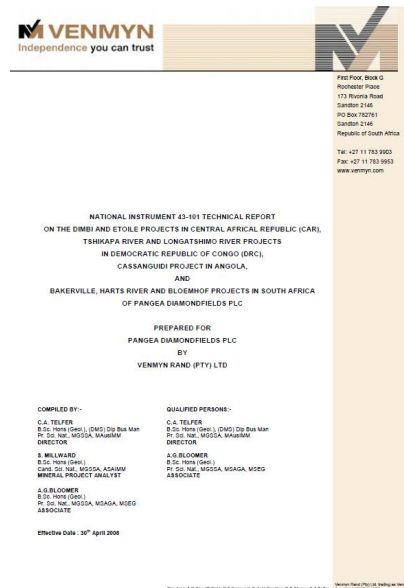 VENMYN
Independence you can trust
First Floor, Block G
Rochester Place
173 Rivonia Road
Sandton 2146
PO Box 782761
Sandton 2146
Republic of South Africa
Tel: +27 11 783 9903
Fax: +27 11 783 9953
www.venmyn.com
NATIONAL INSTRUMENT 43-101 TECHNICAL REPORT
ON THE DIMBI AND ETOILE PROJECTS IN CENTRAL AFRICAL REPUBLIC (CAR),
TSHIKAPA RIVER AND LONGATSHIMO RIVER PROJECTS
IN DEMOCRATIC REPUBLIC OF CONGO (DRC),
CASSANGUIDI PROJECT IN ANGOLA,
AND
BAKERVILLE, HARTS RIVER AND BLOEMHOF PROJECTS IN SOUTH AFRICA
OF PANGEA DIAMONDFIELDS PLC
PREPARED FOR
PANGEA DIAMONDFIELDS PLC
BY
VENMYN RAND (PTY) LTD
COMPILED BY:-
C.A. TELFER
B.Sc. Hons (Geol.), (DMS) Dip Bus Man
Pr. Sci. Nat., MGSSA, MAusIMM
DIRECTOR
S. MILLWARD
B.Sc. Hons (Geol.)
Cand. Sci. Nat., MGSSA, ASAIMM
MINERAL PROJECT ANALYST
A.G.BLOOMER
B.Sc. Hons (Geol.)
Pr. Sci. Nat., MGSSA, MSAGA, MSEG
ASSOCIATE
QUALIFIED PERSONS:-
C.A. TELFER
B.Sc. Hons (Geol.), (DMS) Dip Bus Man
Pr. Sci. Nat., MGSSA, MAusIMM
DIRECTOR
A.G.BLOOMER
B.Sc. Hons (Geol.)
Pr. Sci. Nat., MGSSA, MSAGA, MSEG
ASSOCIATE
Effective Date : 30th April 2008
Venmyn Rand (Pty) Ltd. trading as Ven